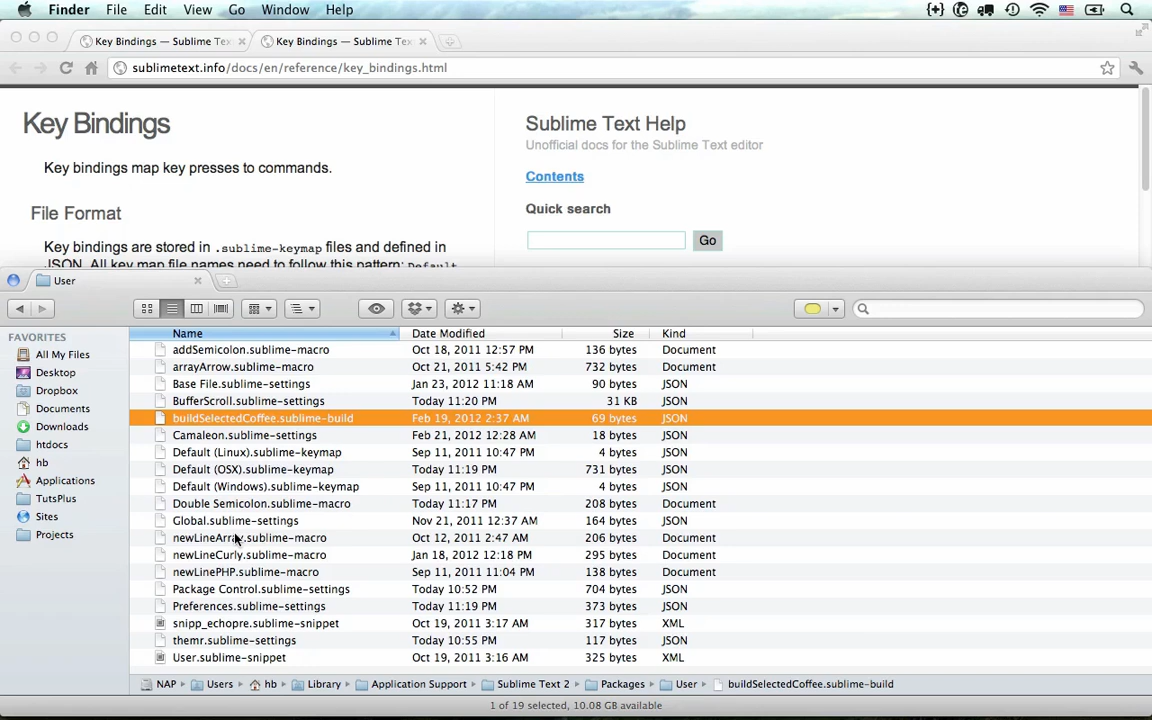 Finder File Edit View Go Window Help
Key Bindings — Sublime Tex Key Bindings — Sublime Tex
sublimetext.info/docs/en/reference/key_bindings.html
Key Bindings
Key bindings map key presses to commands.
File Format
Key bindings are stored in .sublime-keymap files and defined in
JSON. All key map file names need to follow this pattern: Default
Sublime Text Help
Unofficial docs for the Sublime Text editor
Contents
Quick search
Go
User
FAVORITES
All My Files
Desktop
Dropbox
Documents
Downloads
htdocs
hb
Applications
TutsPlus
Sites
Projects
Name Date Modified Size Kind
addSemicolon.sublime-macro Oct 18, 2011 12:57 PM 136 bytes Document
arrayArrow.sublime-macro Oct 21, 2011 5:42 PM 732 bytes Document
Base File.sublime-settings Jan 23, 2012 11:18 AM 90 bytes JSON
BufferScroll.sublime-settings Today 11:20 PM 31 KB JSON
buildSelectedCoffee.sublime-build Feb 19, 2012 2:37 AM 69 bytes JSON
Camaleon.sublime-settings Feb 21, 2012 12:28 AM 18 bytes JSON
Default (Linux).sublime-keymap Sep 11, 2011 10:47 PM 4 bytes JSON
Default (OSX).sublime-keymap Today 11:19 PM 731 bytes JSON
Default (Windows).sublime-keymap Sep 11, 2011 10:47 PM 4 bytes JSON
Double Semicolon.sublime-macro Today 11:17 PM 208 bytes Document
Global.sublime-settings Nov 21, 2011 12:37 AM 164 bytes JSON
newLineArray.sublime-macro Oct 12, 2011 2:47 AM 206 bytes Document
newLineCurly.sublime-macro Jan 18, 2012 12:18 PM 295 bytes Document
newLinePHP.sublime-macro Sep 11, 2011 11:04 PM 138 bytes Document
Package Control.sublime-settings Today 10:52 PM 704 bytes JSON
Preferences.sublime-settings Today 11:19 PM 373 bytes JSON
snipp_echopre.sublime-snippet Oct 19, 2011 3:17 AM 317 bytes XML
themr.sublime-settings Today 10:55 PM 117 bytes JSON
User.sublime-snippet Oct 19, 2011 3:16 AM 325 bytes XML
NAP Users hb Library Application Support Sublime Text 2 Packages User buildSelectedCoffee.sublime-build
1 of 19 selected, 10.08 GB available